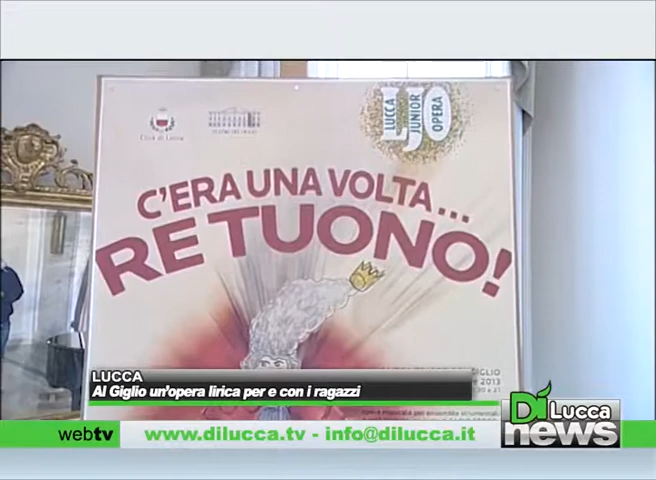 Città di Lucca
TEATRO DEL GIGLIO
LUCCA
JUNIOR
OPERA
LJO
C'ERA UNA VOLTA...
RE TUONO!
GIGLIO
2013
LUCCA
Al Giglio un'opera lirica per e con i ragazzi
webtv
www.dilucca.tv - info@dilucca.it
Di Lucca
news